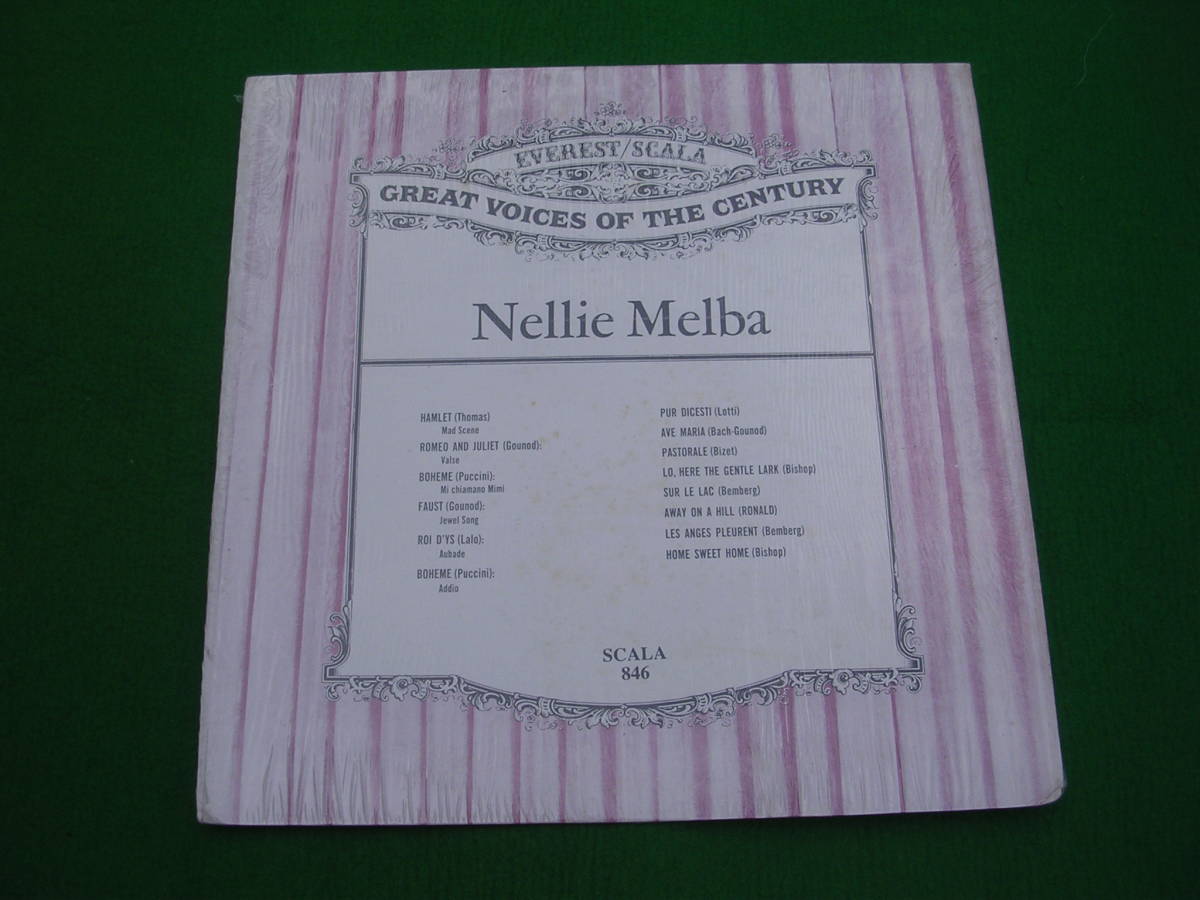 EVEREST/SCALA
GREAT VOICES OF THE CENTURY
Nellie Melba
HAMLET (Thomas)
Mad Scene
ROMEO AND JULIET (Gounod):
Valse
BOHEME (Puccini):
Mi chiamano Mimi
FAUST (Gounod):
Jewel Song
ROI D'YS (Lalo):
Aubade
BOHEME (Puccini):
Addio
PUR DICESTI (Lotti)
AVE MARIA (Bach-Gounod)
PASTORALE (Bizet)
LO, HERE THE GENTLE LARK (Bishop)
SUR LE LAC (Bemberg)
AWAY ON A HILL (RONALD)
LES ANGES PLEURENT (Bemberg)
HOME SWEET HOME (Bishop)
SCALA
846